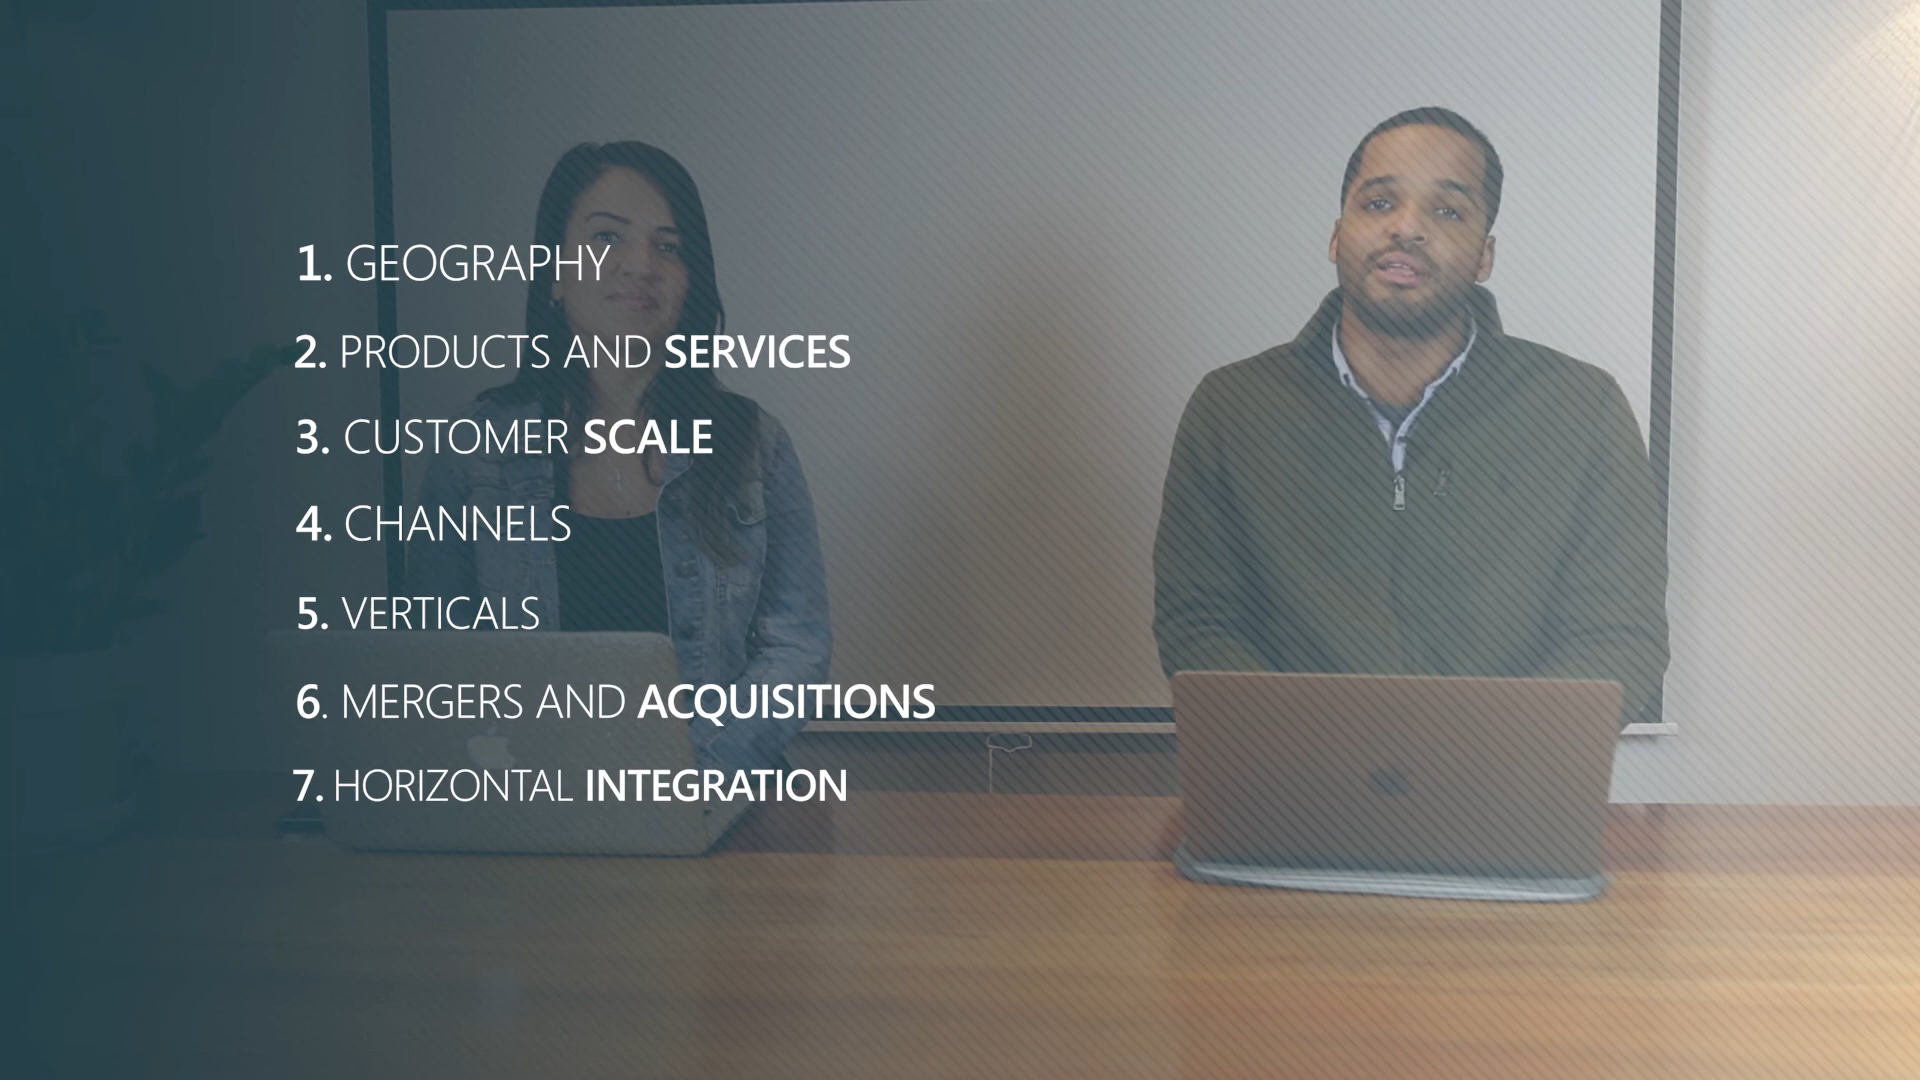 1. GEOGRAPHY
2. PRODUCTS AND SERVICES
3. CUSTOMER SCALE
4. CHANNELS
5. VERTICALS
6. MERGERS AND ACQUISITIONS
7. HORIZONTAL INTEGRATION